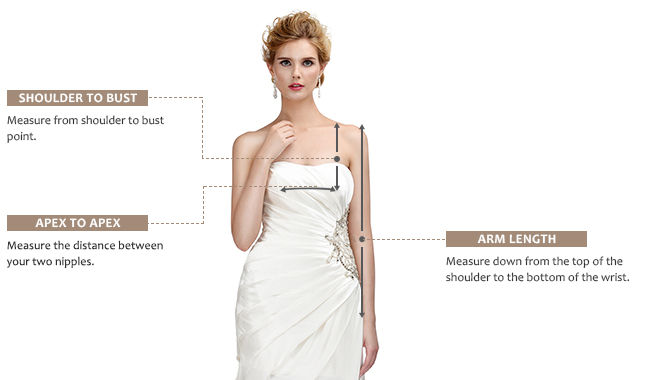 SHOULDER TO BUST
Measure from shoulder to bust
point.
APEX TO APEX
Measure the distance between
your two nipples.
ARM LENGTH
Measure down from the top of the
shoulder to the bottom of the wrist.